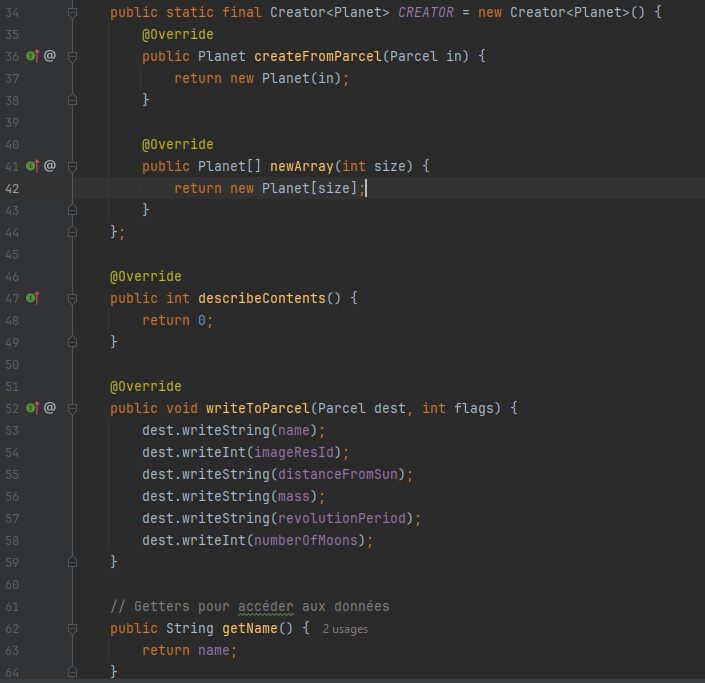 34 public static final Creator<Planet> CREATOR = new Creator<Planet>() {
35 @Override
36 @ public Planet createFromParcel(Parcel in) {
37 return new Planet(in);
38 }
39
40 @Override
41 @ public Planet[] newArray(int size) {
42 return new Planet[size];
43 }
44 };
45
46 @Override
47 public int describeContents() {
48 return 0;
49 }
50
51 @Override
52 @ public void writeToParcel(Parcel dest, int flags) {
53 dest.writeString(name);
54 dest.writeInt(imageResId);
55 dest.writeString(distanceFromSun);
56 dest.writeString(mass);
57 dest.writeString(revolutionPeriod);
58 dest.writeInt(numberOfMoons);
59 }
60
61 // Getters pour accéder aux données
62 public String getName() { 2 usages
63 return name;
64 }